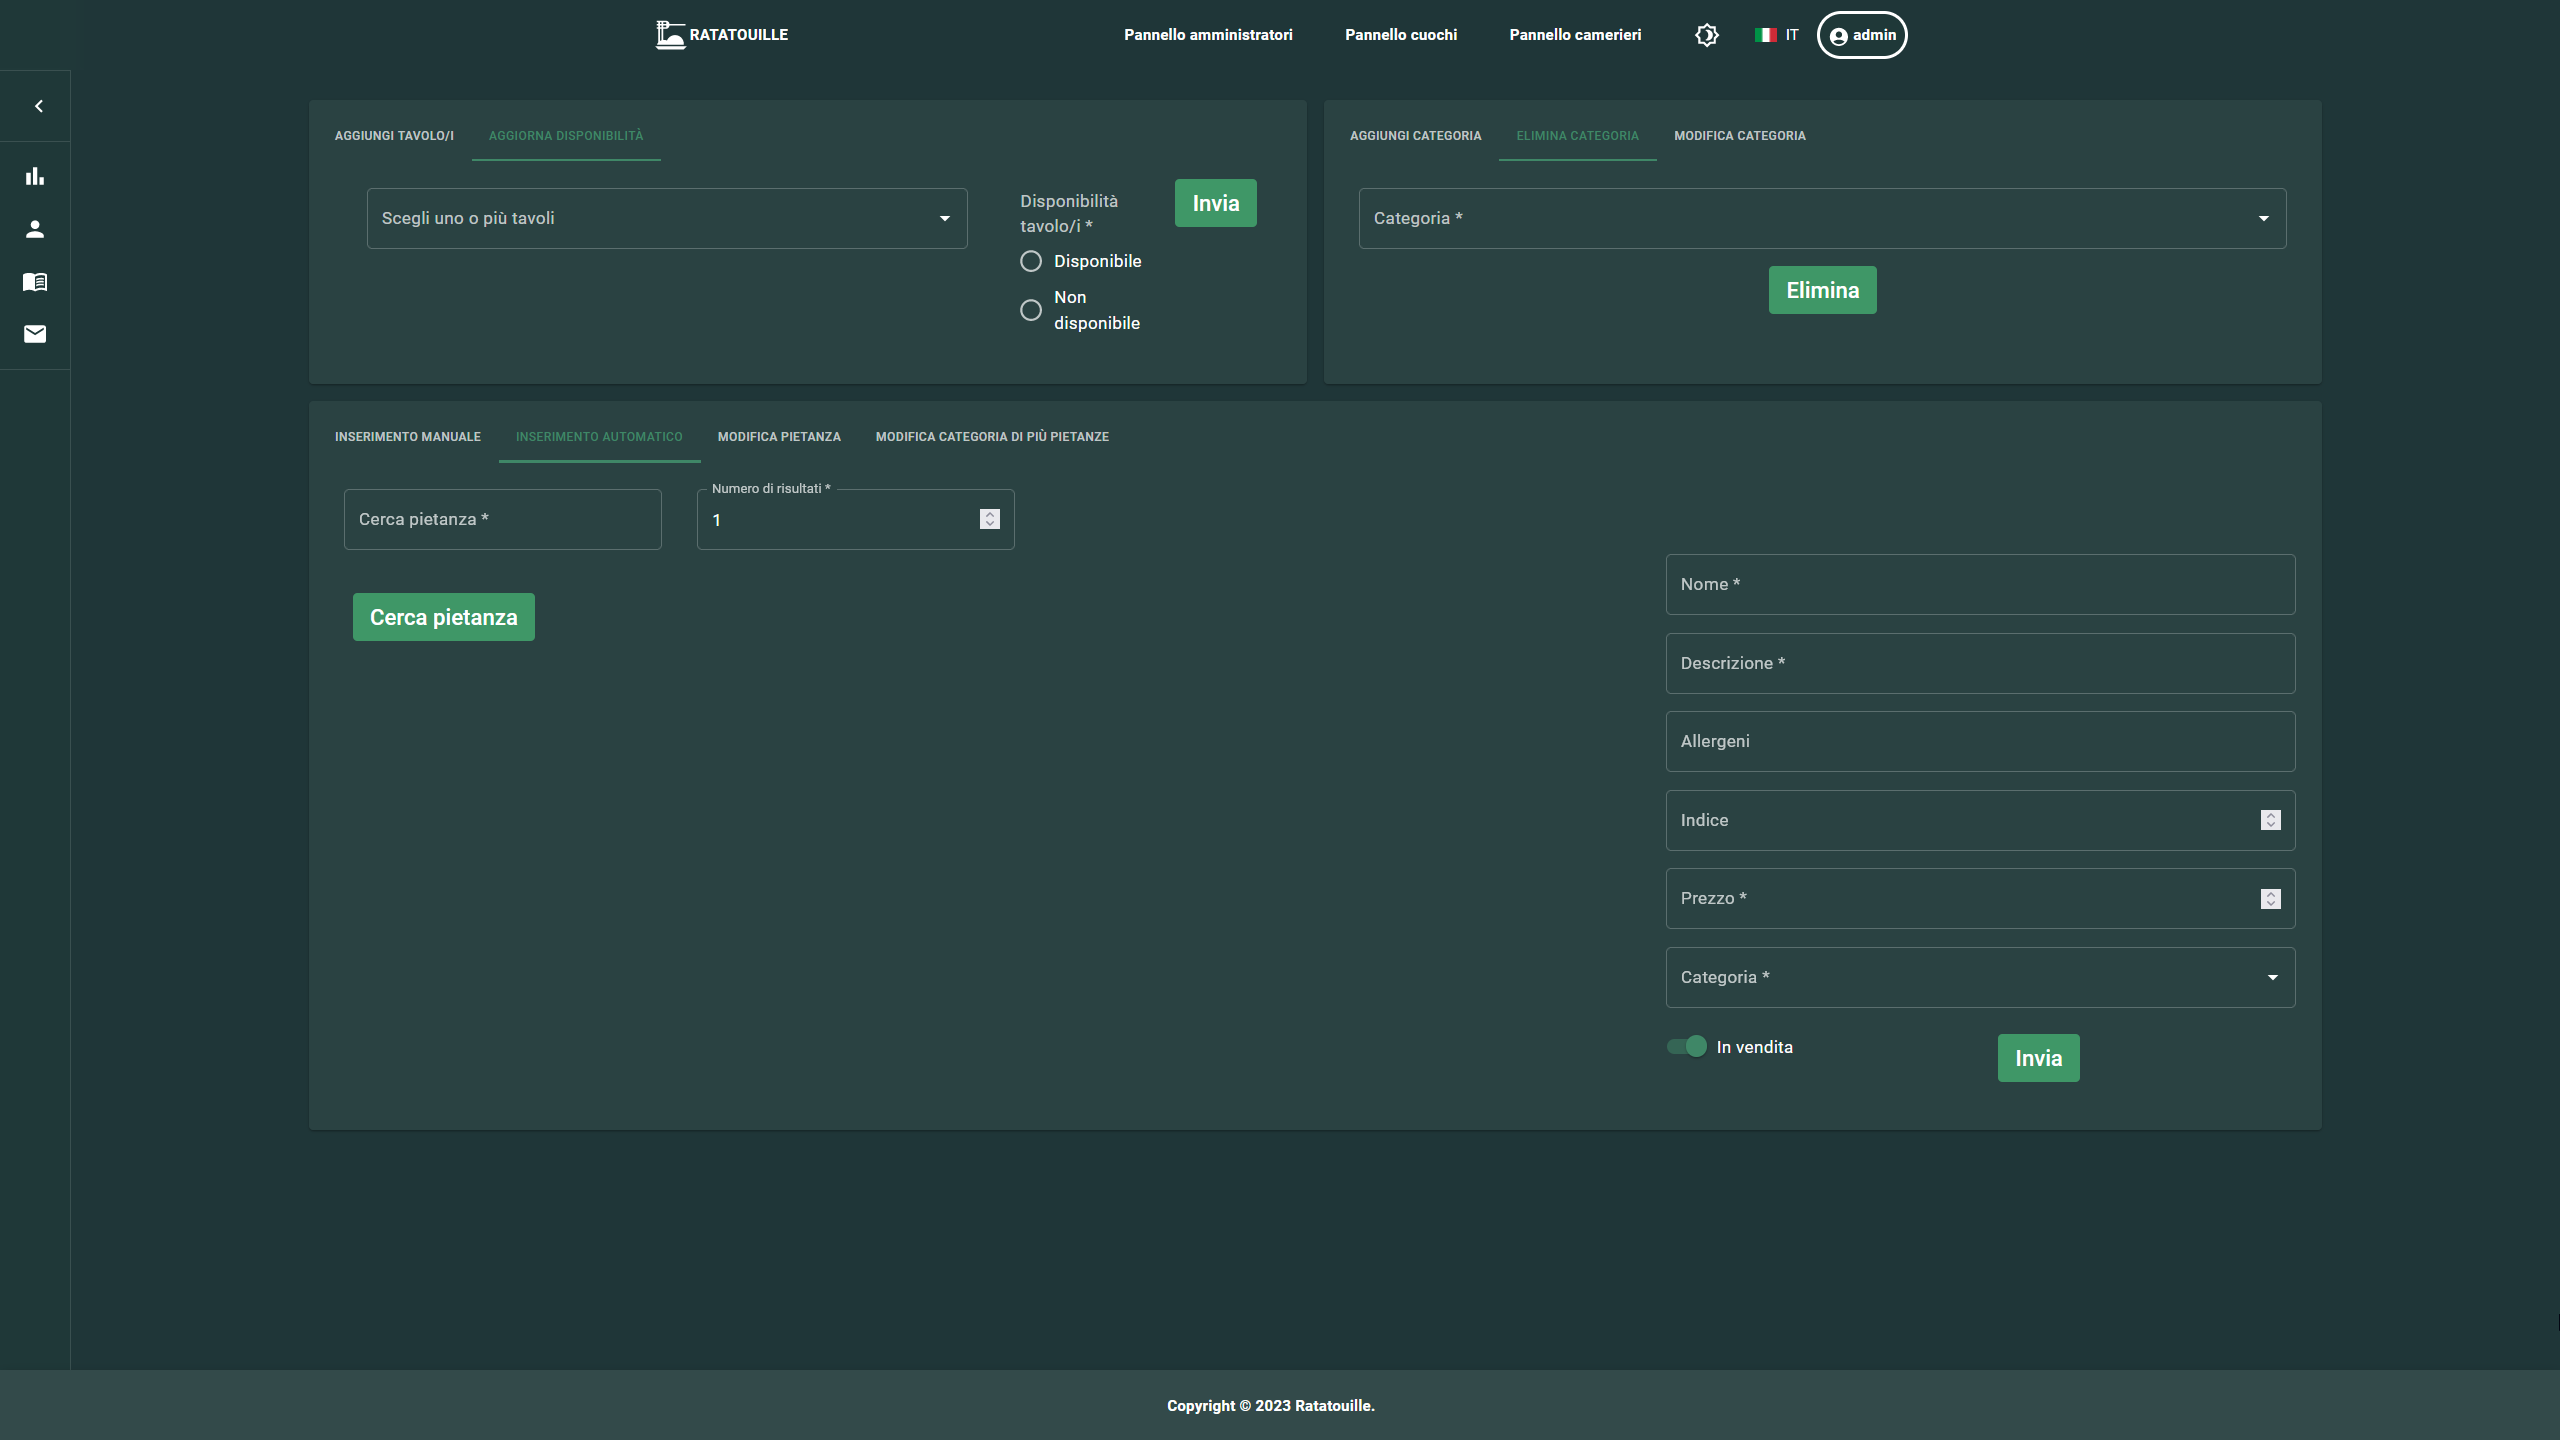 RATATOUILLE
Pannello amministratori
Pannello cuochi
Pannello camerieri
IT
admin
AGGIUNGI TAVOLO/I
AGGIORNA DISPONIBILITÀ
Scegli uno o più tavoli
Disponibilità
tavolo/i *
Disponibile
Non
disponibile
Invia
AGGIUNGI CATEGORIA
ELIMINA CATEGORIA
MODIFICA CATEGORIA
Categoria *
Elimina
INSERIMENTO MANUALE
INSERIMENTO AUTOMATICO
MODIFICA PIETANZA
MODIFICA CATEGORIA DI PIÙ PIETANZE
Cerca pietanza *
Numero di risultati *
1
Cerca pietanza
Nome *
Descrizione *
Allergeni
Indice
Prezzo *
Categoria *
In vendita
Invia
Copyright © 2023 Ratatouille.